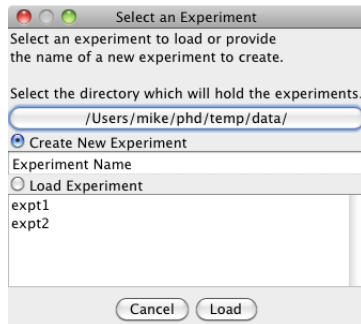 Select an Experiment
Select an experiment to load or provide
the name of a new experiment to create.
Select the directory which will hold the experiments.
/Users/mike/phd/temp/data/
Create New Experiment
Experiment Name
Load Experiment
expt1
expt2
Cancel Load